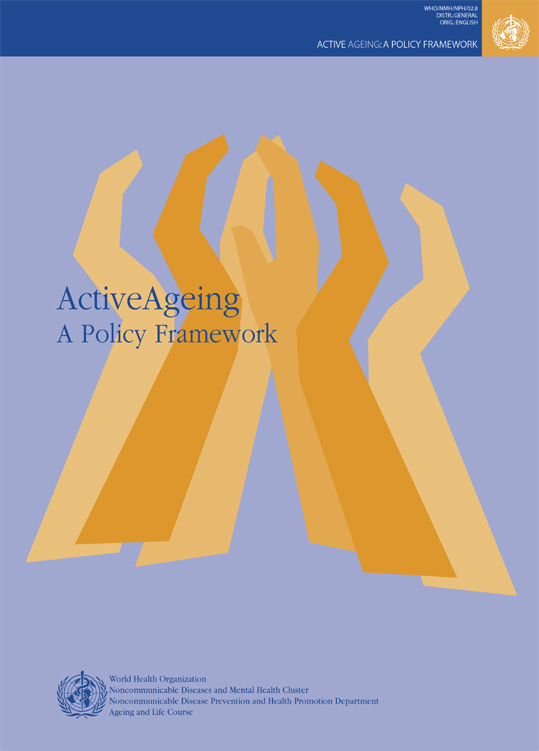 WHO/NMH/NPH/02.8
DISTR.:GENERAL
ORIG.:ENGLISH
ACTIVE AGEING: A POLICY FRAMEWORK
ActiveAgeing
A Policy Framework
World Health Organization
Noncommunicable Diseases and Mental Health Cluster
Noncommunicable Disease Prevention and Health Promotion Department
Ageing and Life Course